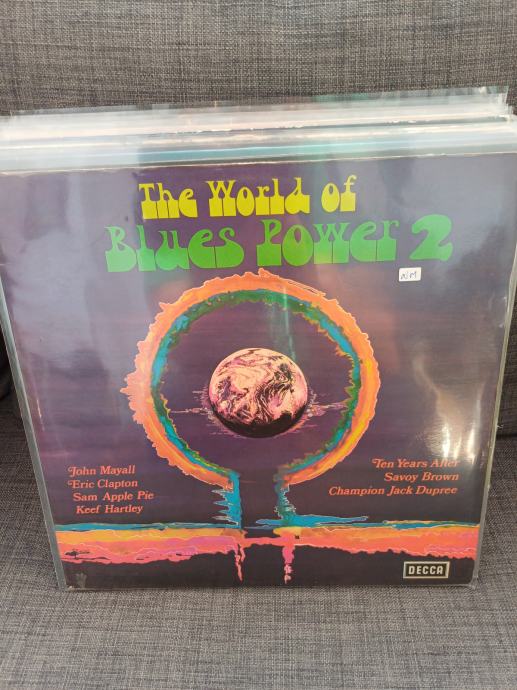 The World of
Blues Power 2
N/M
John Mayall
Eric Clapton
Sam Apple Pie
Keef Hartley
Ten Years After
Savoy Brown
Champion Jack Dupree
DECCA